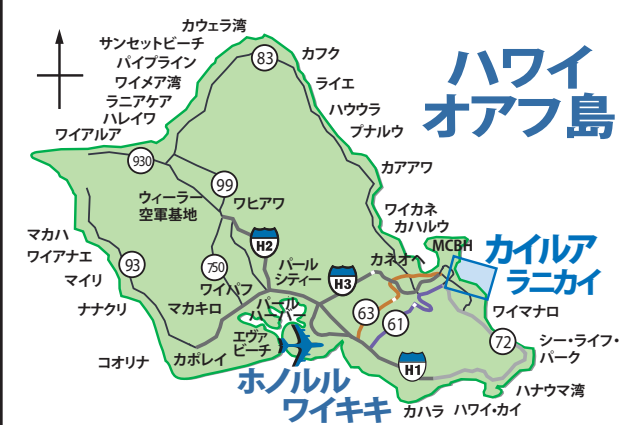 ハワイ
オアフ島
カウェラ湾
サンセットビーチ
パイプライン
ワイメア湾
ラニアケア
ハレイワ
ワイアルア
83
カフク
ライエ
ハウウラ
プナルウ
カアアワ
930
99
ウィーラー
空軍基地
ワヒアワ
ワイカネ
カハルウ
MCBH
カネオヘ
カイルア
ラニカイ
マカハ
ワイアナエ
マイリ
ナナクリ
93
H2
750
ワイパフ
マカキロ
パール
シティー
H3
パール
ハーバー
63
61
ワイマナロ
72
シー・ライフ・
パーク
コオリナ
カポレイ
エヴァ
ビーチ
H1
ホノルル
ワイキキ
カハラ
ハワイ・カイ
ハナウマ湾